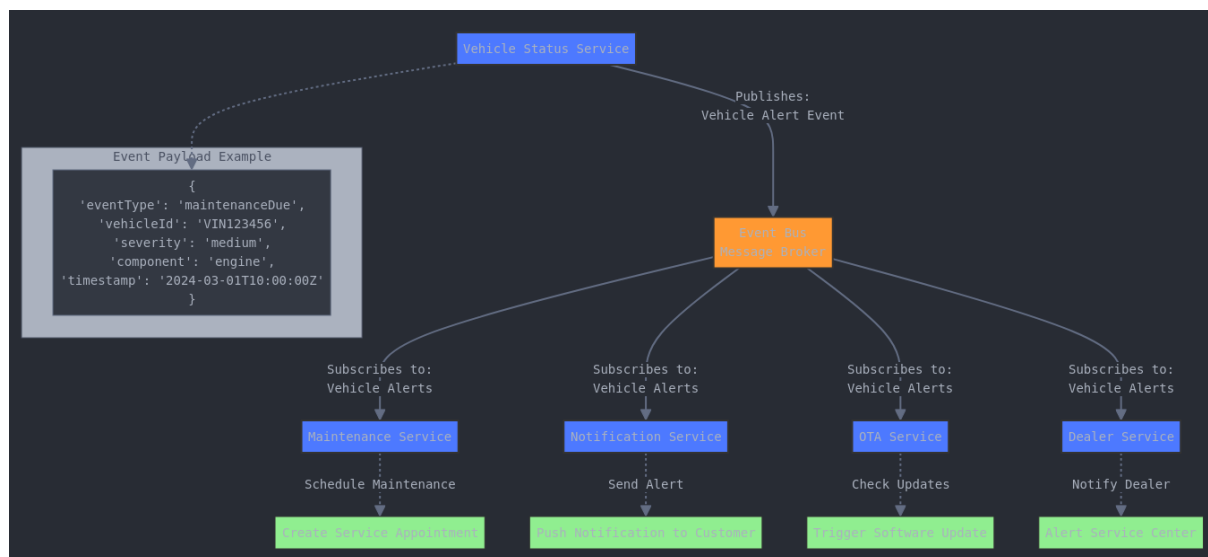 Vehicle Status Service
Publishes:
Vehicle Alert Event
Event Payload Example
{
'eventType': 'maintenanceDue',
'vehicleId': 'VIN123456',
'severity': 'medium',
'component': 'engine',
'timestamp': '2024-03-01T10:00:00Z'
}
Event Bus
Message Broker
Subscribes to:
Vehicle Alerts
Subscribes to:
Vehicle Alerts
Subscribes to:
Vehicle Alerts
Subscribes to:
Vehicle Alerts
Maintenance Service
Notification Service
OTA Service
Dealer Service
Schedule Maintenance
Send Alert
Check Updates
Notify Dealer
Create Service Appointment
Push Notification to Customer
Trigger Software Update
Alert Service Center